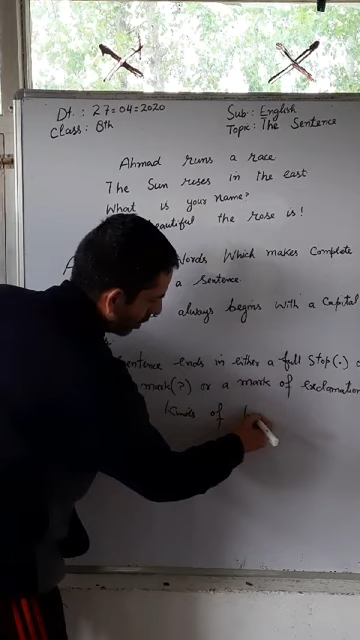 Dt. : 27=04=2020
Sub:: English
Class: 8th
Topic: The Sentence
Ahmad runs a race
The Sun rises in the east
What is your name?
the rose is!
A Words Which makes Complete
a Sentence.
always begins with a Capital
Sentence ends in either a full Stop(.)
mark(?) or a mark of exclamation
Kinds of